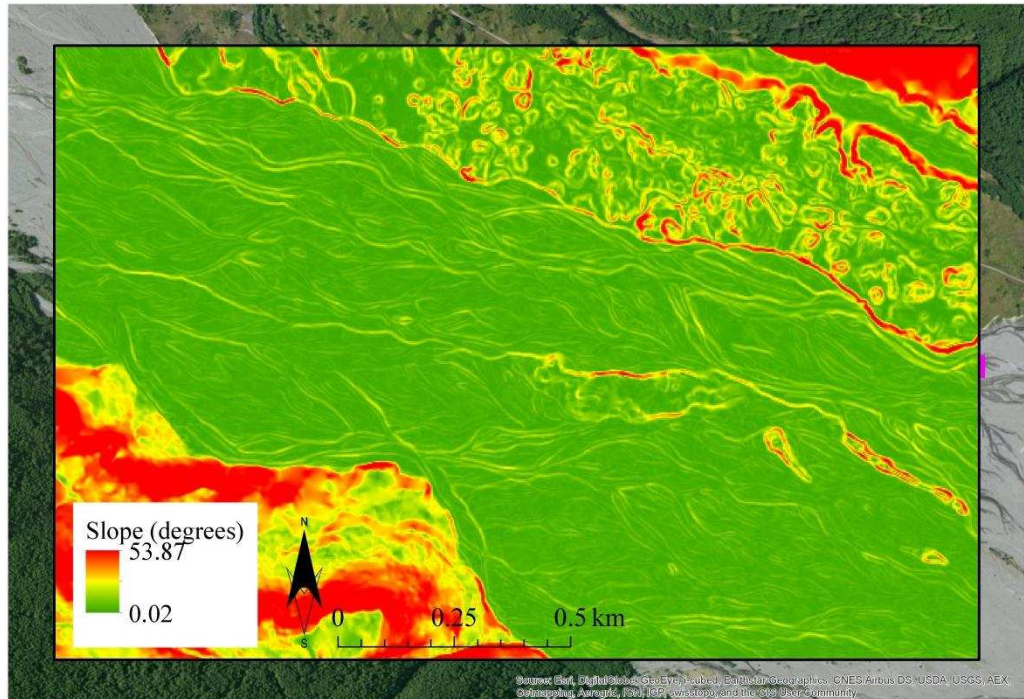 Slope (degrees)
53.87
0.02
N
S
0 0.25 0.5 km
Source: Esri, DigitalGlobe, GeoEye, i-cubed, Earthstar Geographics, CNES/Airbus DS, USDA, USGS, AEX,
Getmapping, Aerogrid, IGN, IGP, swisstopo, and the GIS User Community